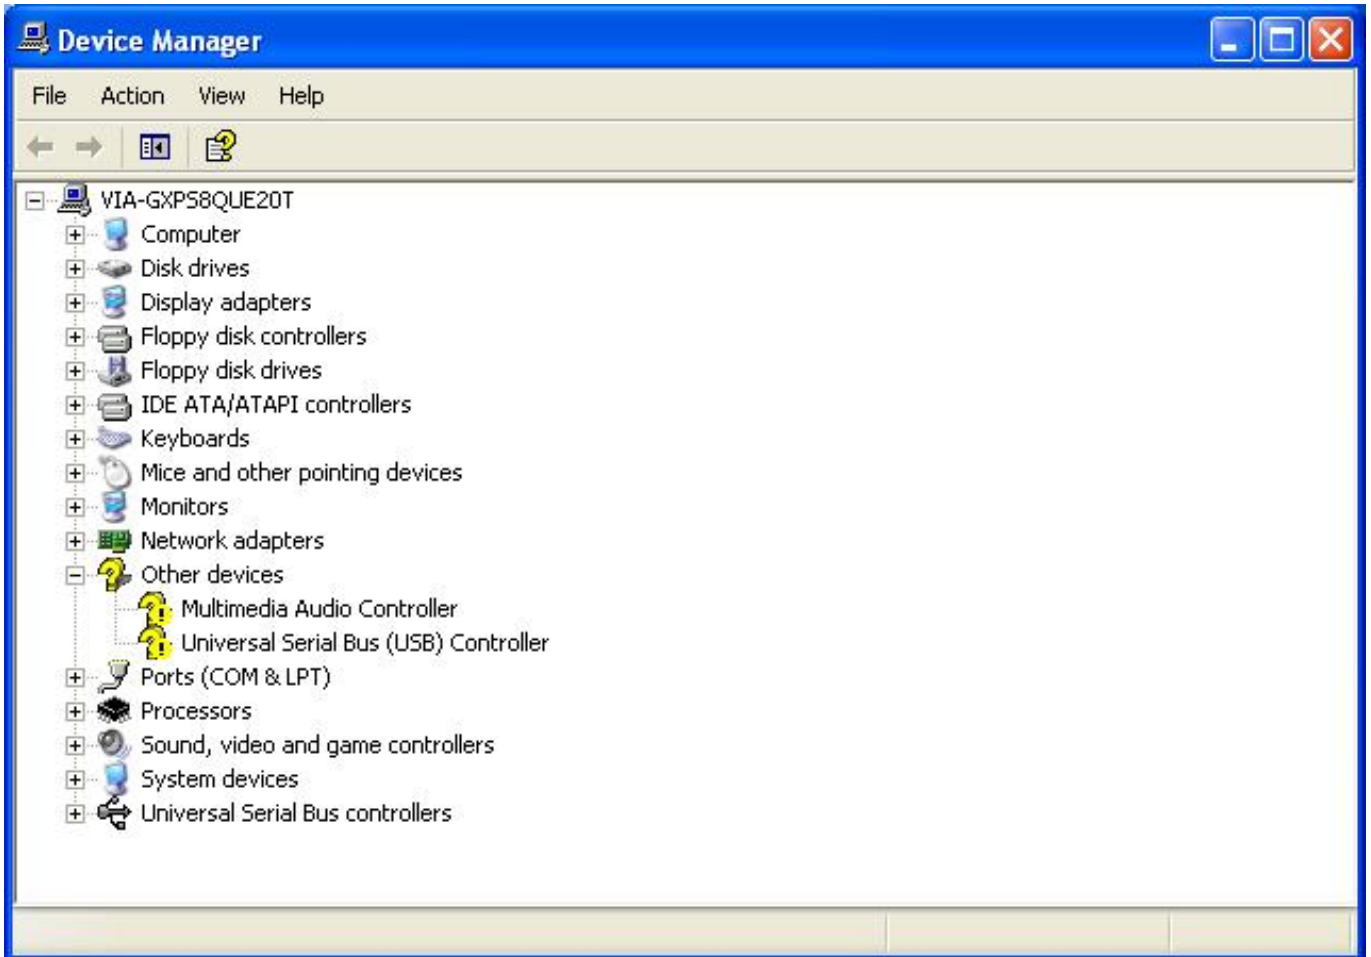 Device Manager
File Action View Help
VIA-GXPS8QUE20T
Computer
Disk drives
Display adapters
Floppy disk controllers
Floppy disk drives
IDE ATA/ATAPI controllers
Keyboards
Mice and other pointing devices
Monitors
Network adapters
Other devices
Multimedia Audio Controller
Universal Serial Bus (USB) Controller
Ports (COM & LPT)
Processors
Sound, video and game controllers
System devices
Universal Serial Bus controllers